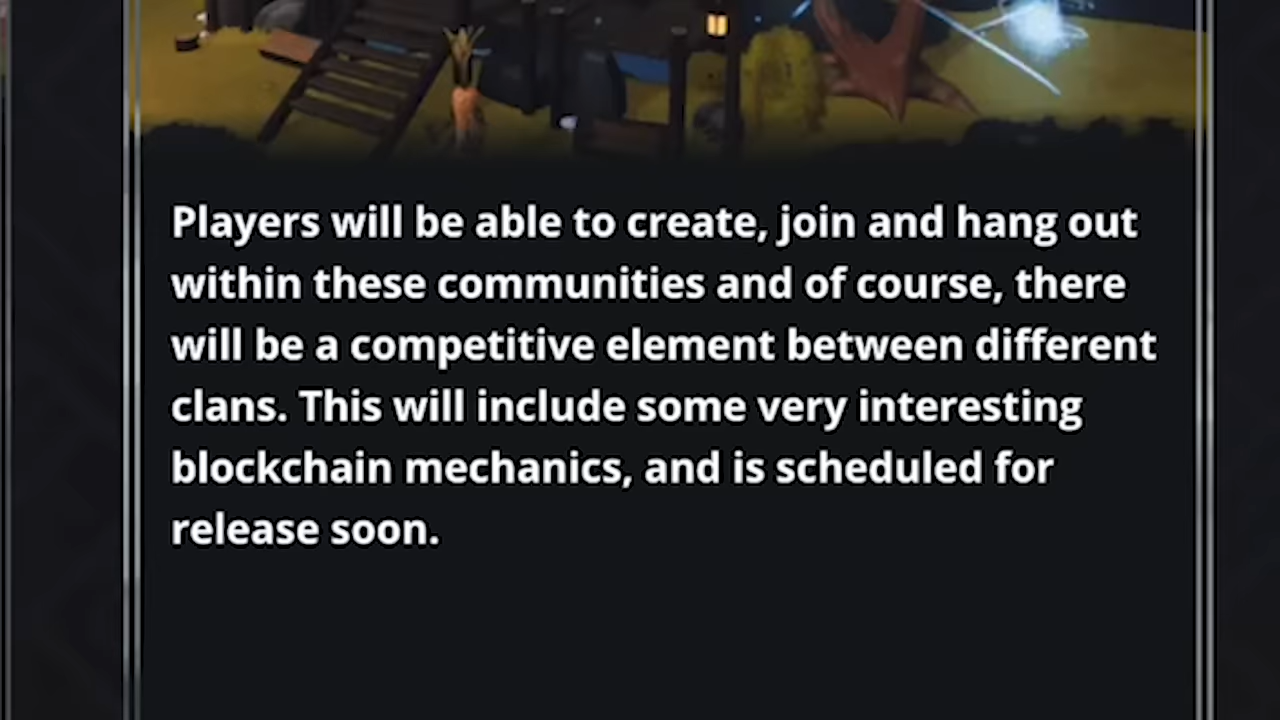 Players will be able to create, join and hang out
within these communities and of course, there
will be a competitive element between different
clans. This will include some very interesting
blockchain mechanics, and is scheduled for
release soon.